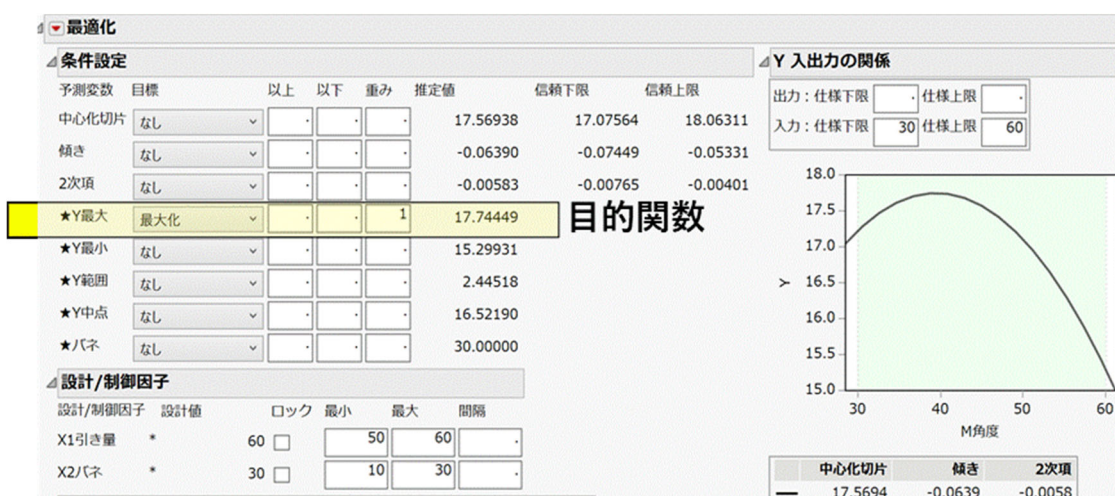 最適化
条件設定
予測変数 目標 以上 以下 重み 推定値 信頼下限 信頼上限
中心化切片 なし . . . 17.56938 17.07564 18.06311
傾き なし . . . -0.06390 -0.07449 -0.05331
2次項 なし . . . -0.00583 -0.00765 -0.00401
★Y最大 最大化 . . 1 17.74449 目的関数
★Y最小 なし . . . 15.29931
★Y範囲 なし . . . 2.44518
★Y中点 なし . . . 16.52190
★バネ なし . . . 30.00000
設計/制御因子
設計/制御因子 設計値 ロック 最小 最大 間隔
X1引き量 * 60 50 60 .
X2バネ * 30 10 30 .
Y 入出力の関係
出力：仕様下限 . 仕様上限 .
入力：仕様下限 30 仕様上限 60
18.0
17.5
17.0
16.5
16.0
15.5
15.0
Y
30 40 50 60
M角度
中心化切片 傾き 2次項
17.5694 -0.0639 -0.0058